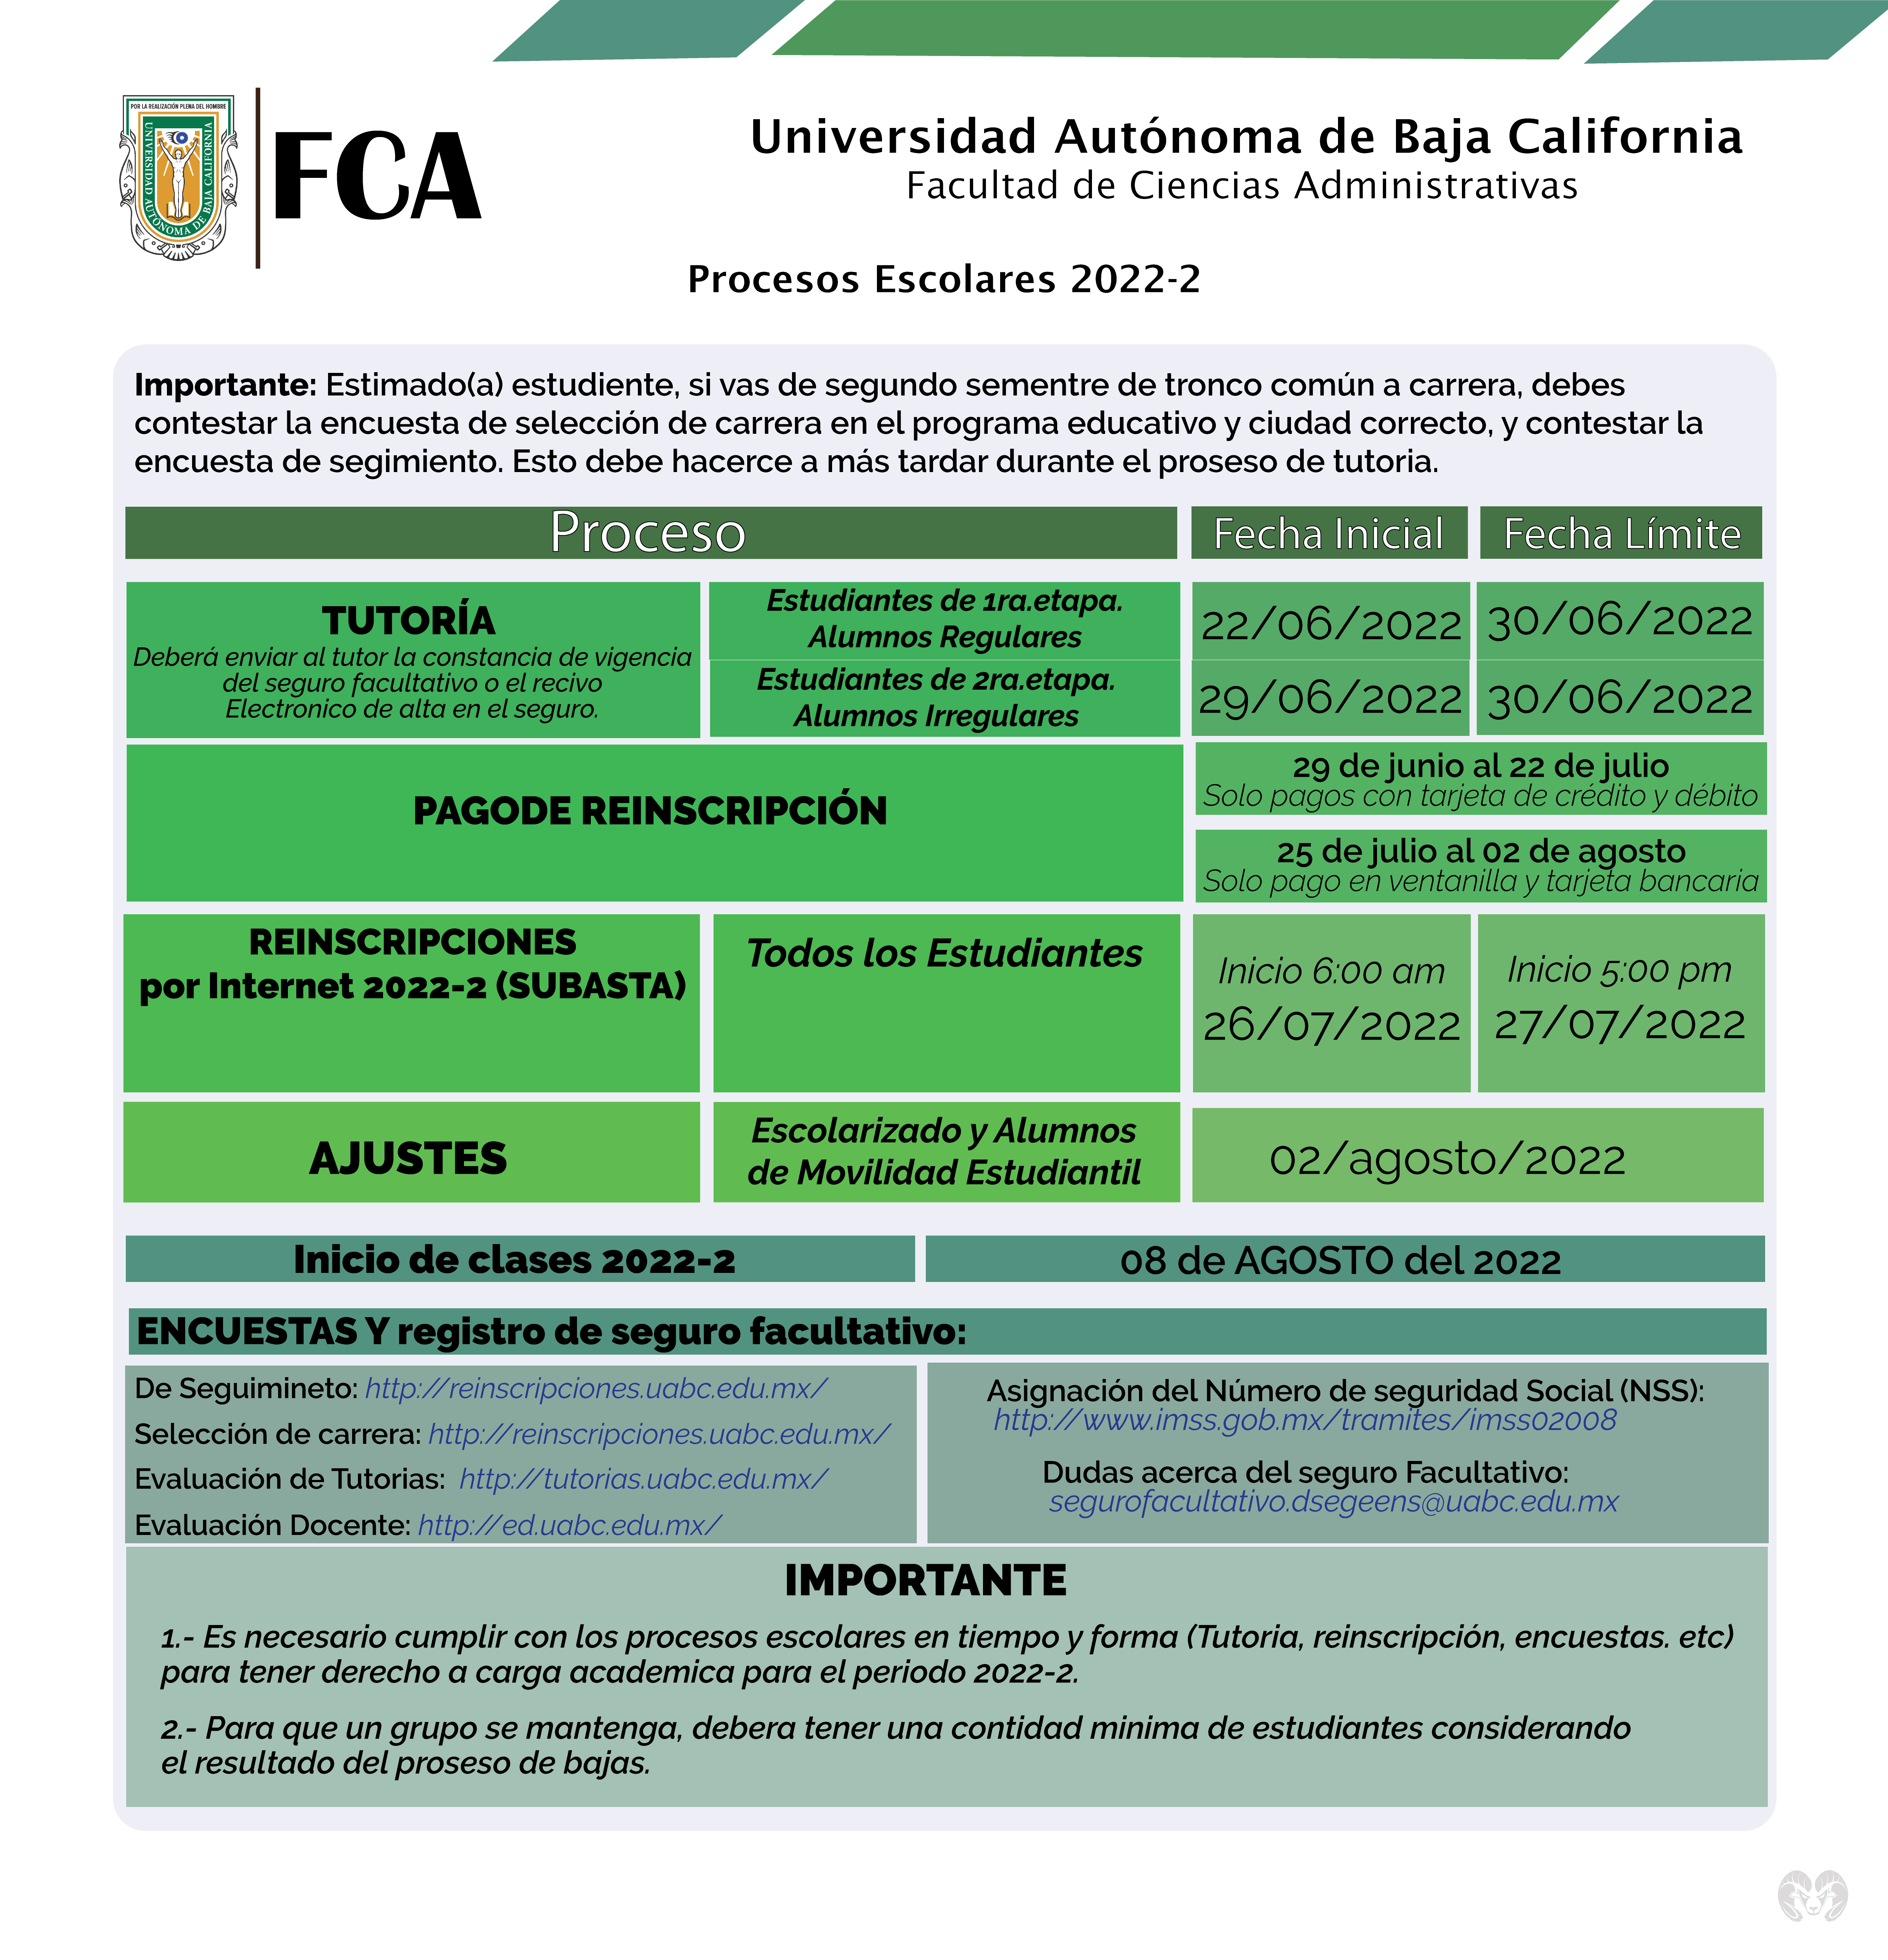 POR LA REALIZACIÓN PLENA DEL HOMBRE
UNIVERSIDAD AUTÓNOMA DE BAJA CALIFORNIA
FCA
Universidad Autónoma de Baja California
Facultad de Ciencias Administrativas
Procesos Escolares 2022-2
Importante: Estimado(a) estudiente, si vas de segundo sementre de tronco común a carrera, debes
contestar la encuesta de selección de carrera en el programa educativo y ciudad correcto, y contestar la
encuesta de segimiento. Esto debe hacerce a más tardar durante el proseso de tutoria.
Proceso
Fecha Inicial
Fecha Límite
TUTORÍA
Deberá enviar al tutor la constancia de vigencia
del seguro facultativo o el recivo
Electronico de alta en el seguro.
Estudiantes de 1ra.etapa.
Alumnos Regulares
22/06/2022
30/06/2022
Estudiantes de 2ra.etapa.
Alumnos Irregulares
29/06/2022
30/06/2022
PAGODE REINSCRIPCIÓN
29 de junio al 22 de julio
Solo pagos con tarjeta de crédito y débito
25 de julio al 02 de agosto
Solo pago en ventanilla y tarjeta bancaria
REINSCRIPCIONES
por Internet 2022-2 (SUBASTA)
Todos los Estudiantes
Inicio 6:00 am
26/07/2022
Inicio 5:00 pm
27/07/2022
AJUSTES
Escolarizado y Alumnos
de Movilidad Estudiantil
02/agosto/2022
Inicio de clases 2022-2
08 de AGOSTO del 2022
ENCUESTAS Y registro de seguro facultativo:
De Seguimineto: http://reinscripciones.uabc.edu.mx/
Selección de carrera: http://reinscripciones.uabc.edu.mx/
Evaluación de Tutorias: http://tutorias.uabc.edu.mx/
Evaluación Docente: http://ed.uabc.edu.mx/
Asignación del Número de seguridad Social (NSS):
http://www.imss.gob.mx/tramites/imss02008
Dudas acerca del seguro Facultativo:
segurofacultativo.dsegeens@uabc.edu.mx
IMPORTANTE
1.- Es necesario cumplir con los procesos escolares en tiempo y forma (Tutoria, reinscripción, encuestas. etc)
para tener derecho a carga academica para el periodo 2022-2.
2.- Para que un grupo se mantenga, debera tener una contidad minima de estudiantes considerando
el resultado del proseso de bajas.